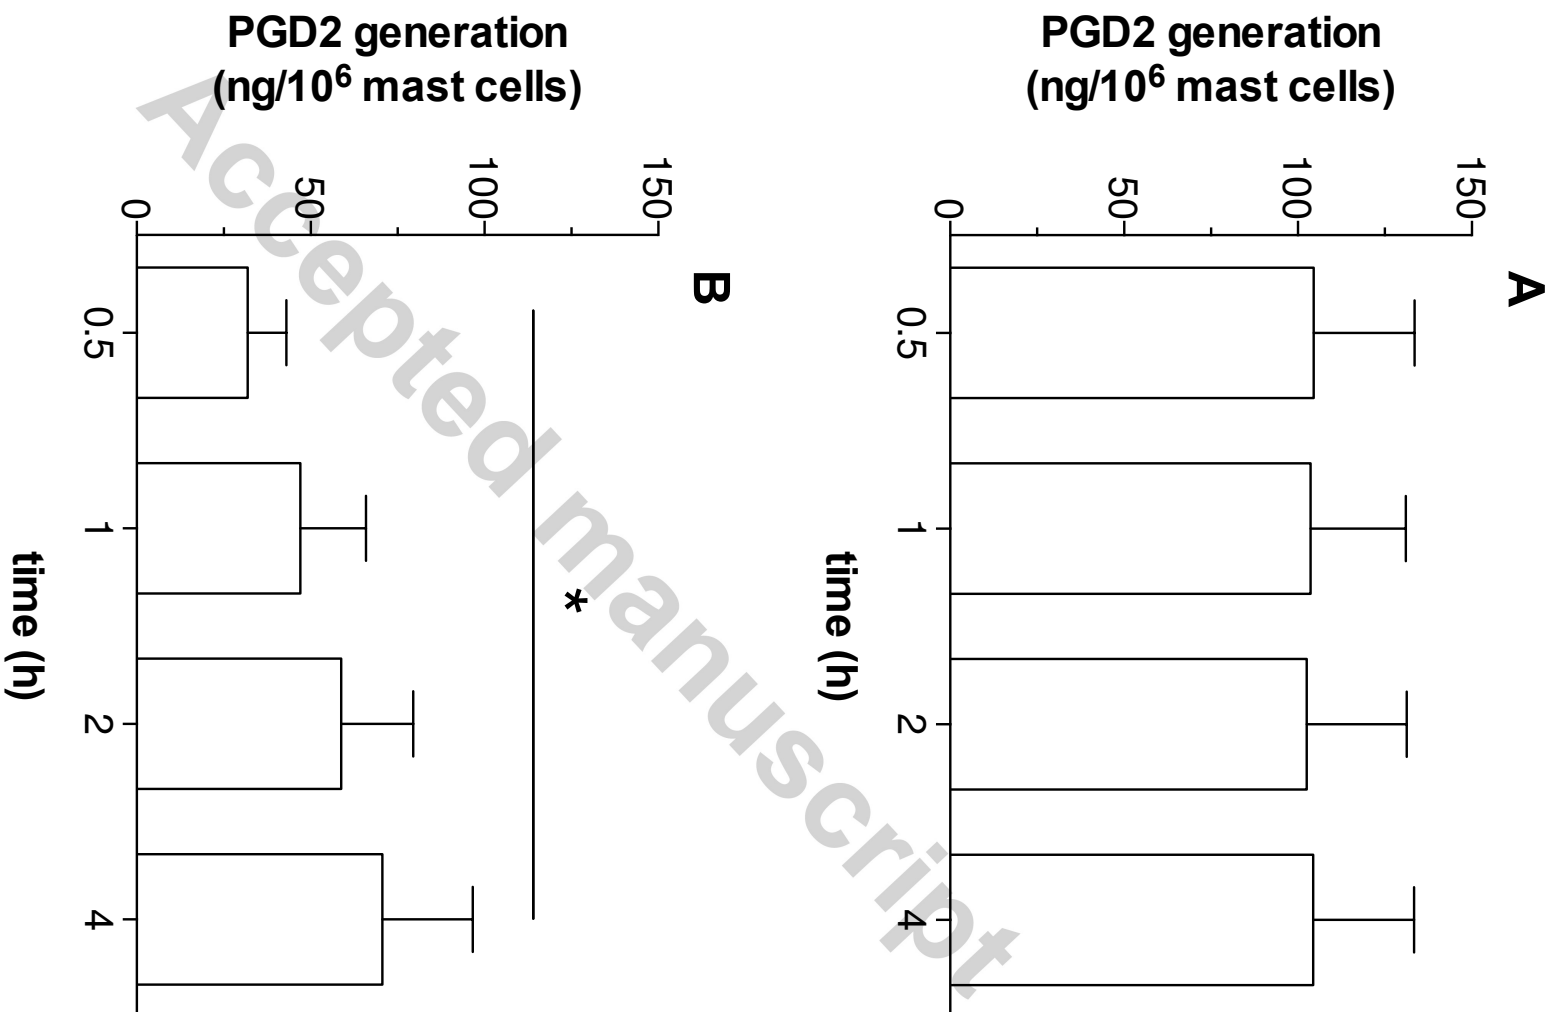 A
PGD2 generation
(ng/10⁶ mast cells)
150
100
50
0
0.5
1
2
4
time (h)
B
PGD2 generation
(ng/10⁶ mast cells)
150
100
50
0
*
0.5
1
2
4
time (h)
Accepted manuscript